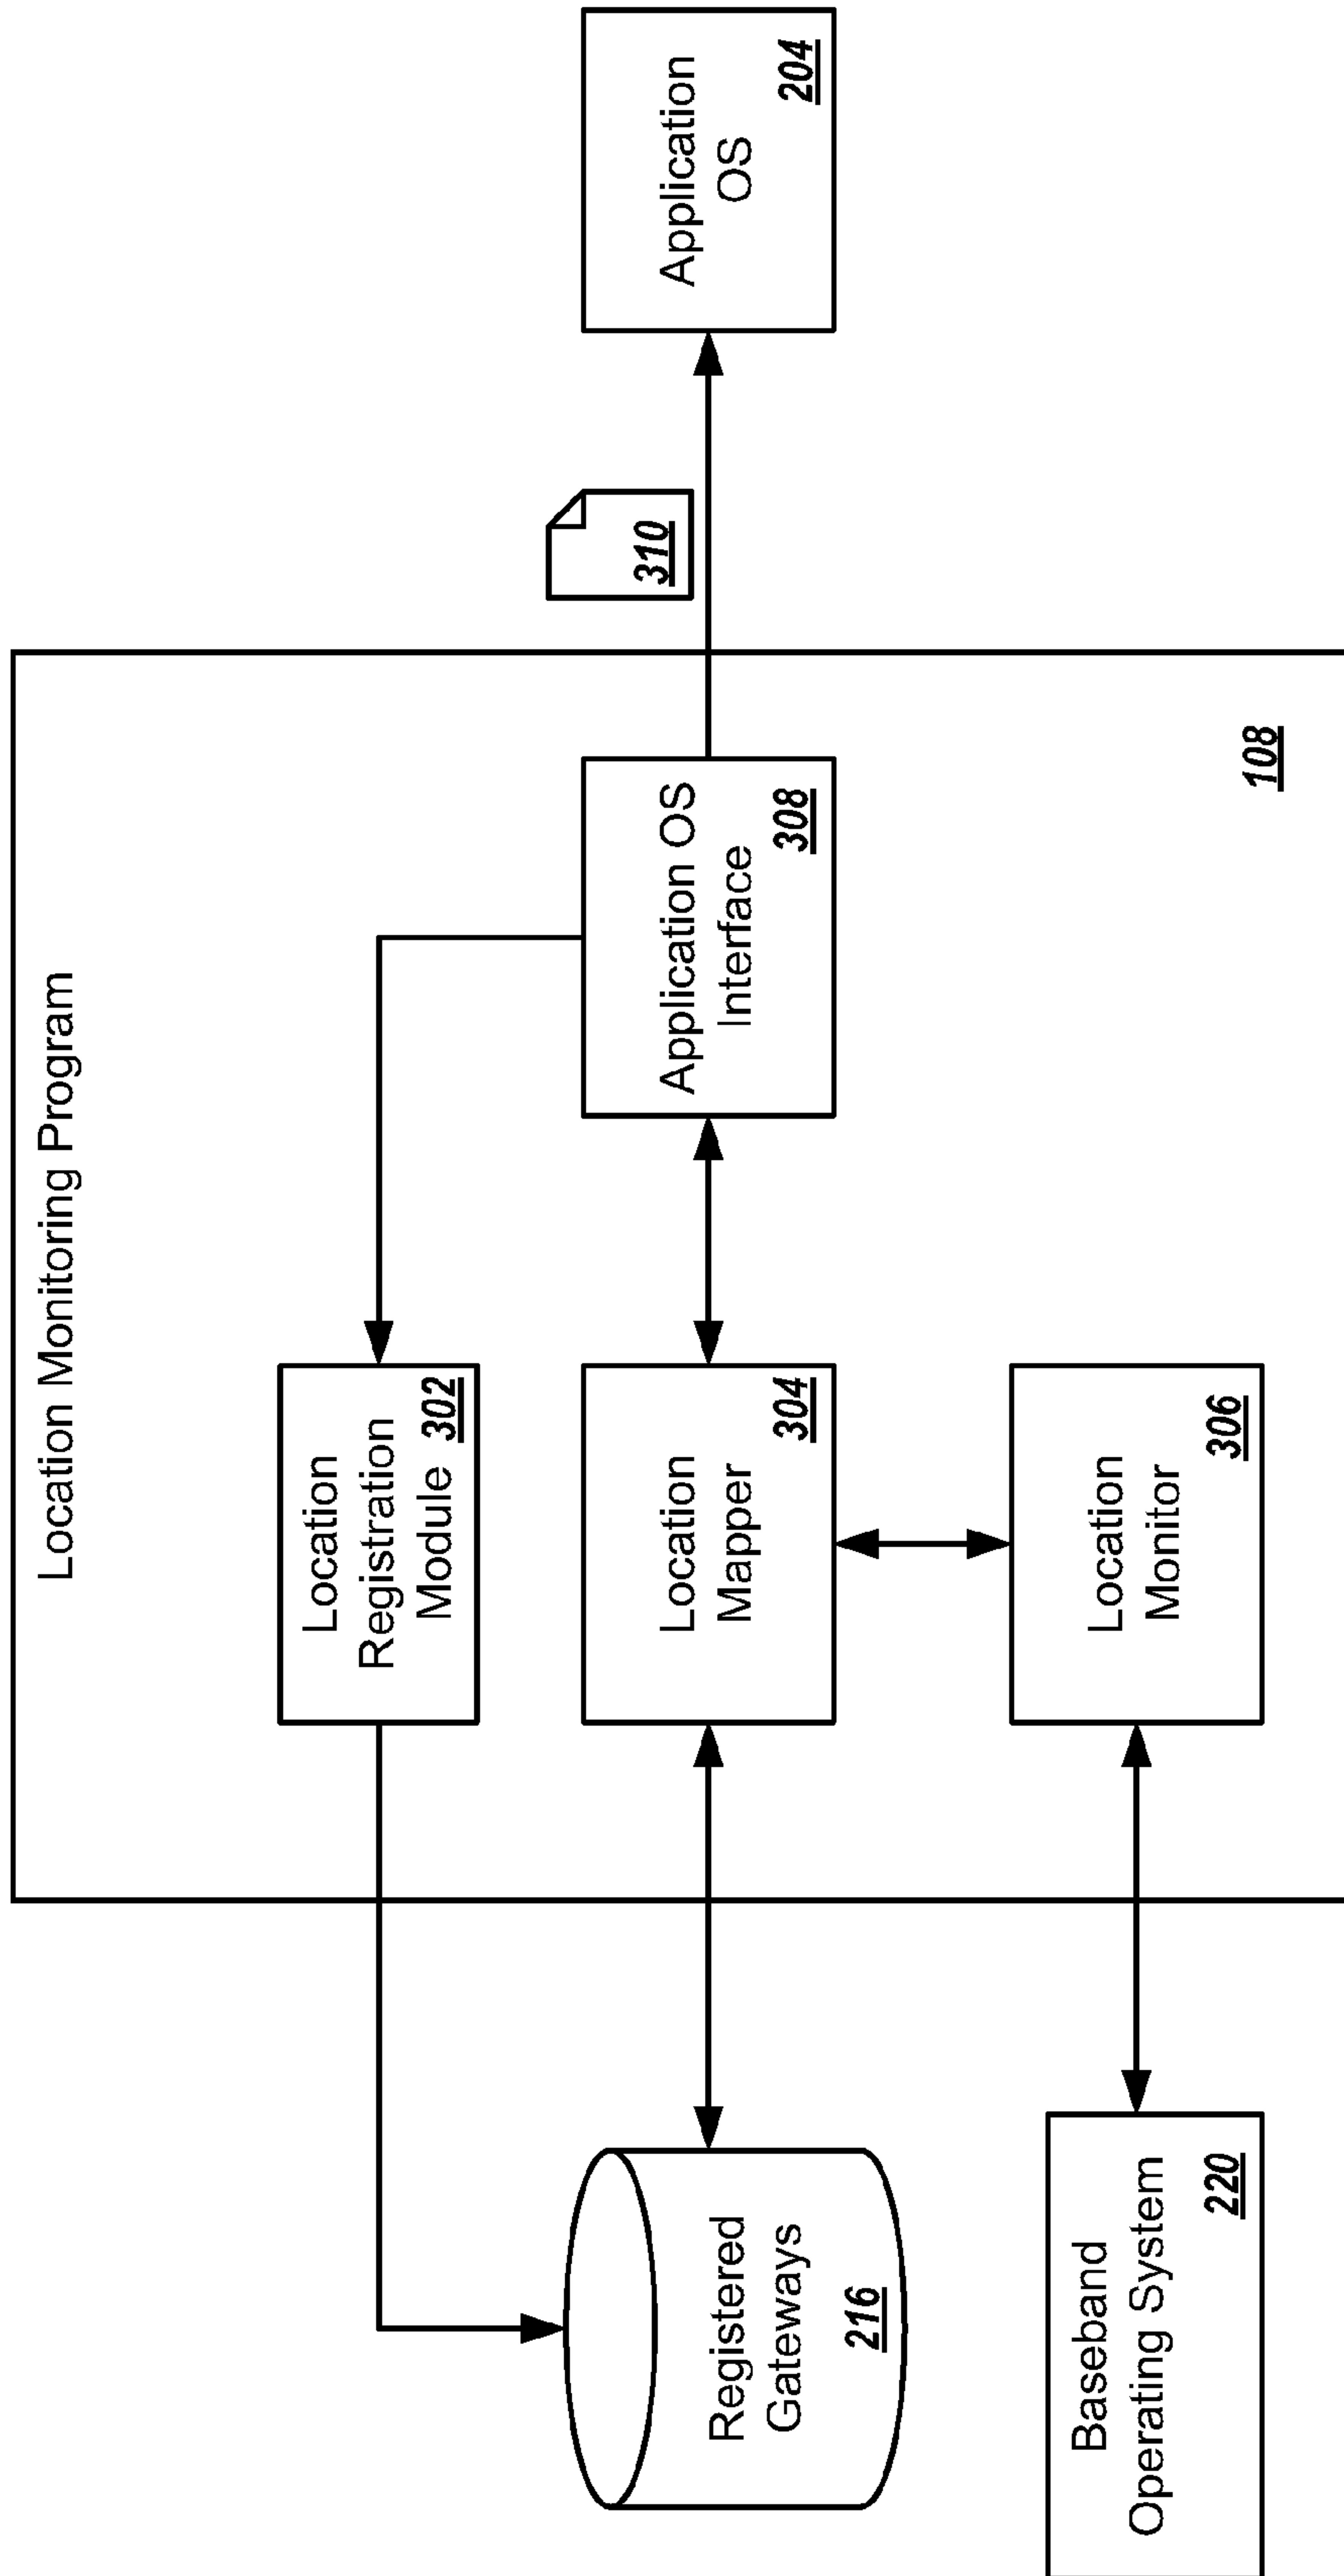 Location Monitoring Program
Location
Registration
Module 302
Registered
Gateways
216
Location
Mapper
304
Application OS
Interface
308
310
Application
OS
204
Baseband
Operating System
220
Location
Monitor
306
108